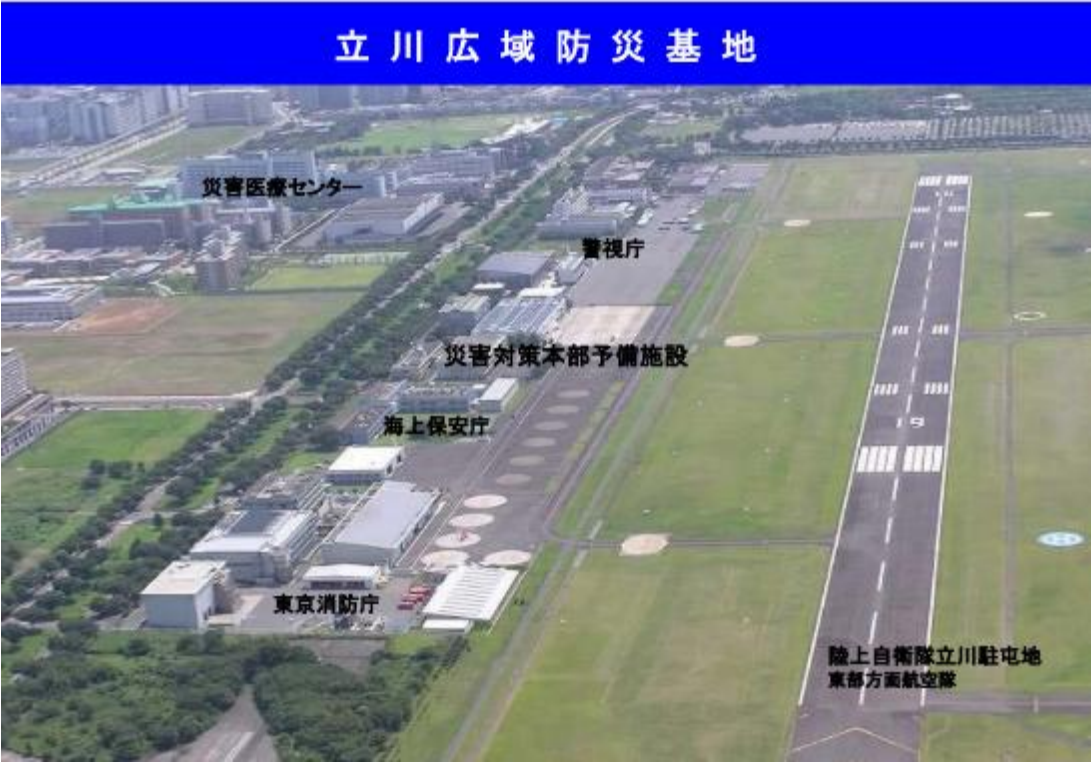 立川広域防災基地
災害医療センター
警視庁
災害対策本部予備施設
海上保安庁
東京消防庁
19
陸上自衛隊立川駐屯地
東部方面航空隊